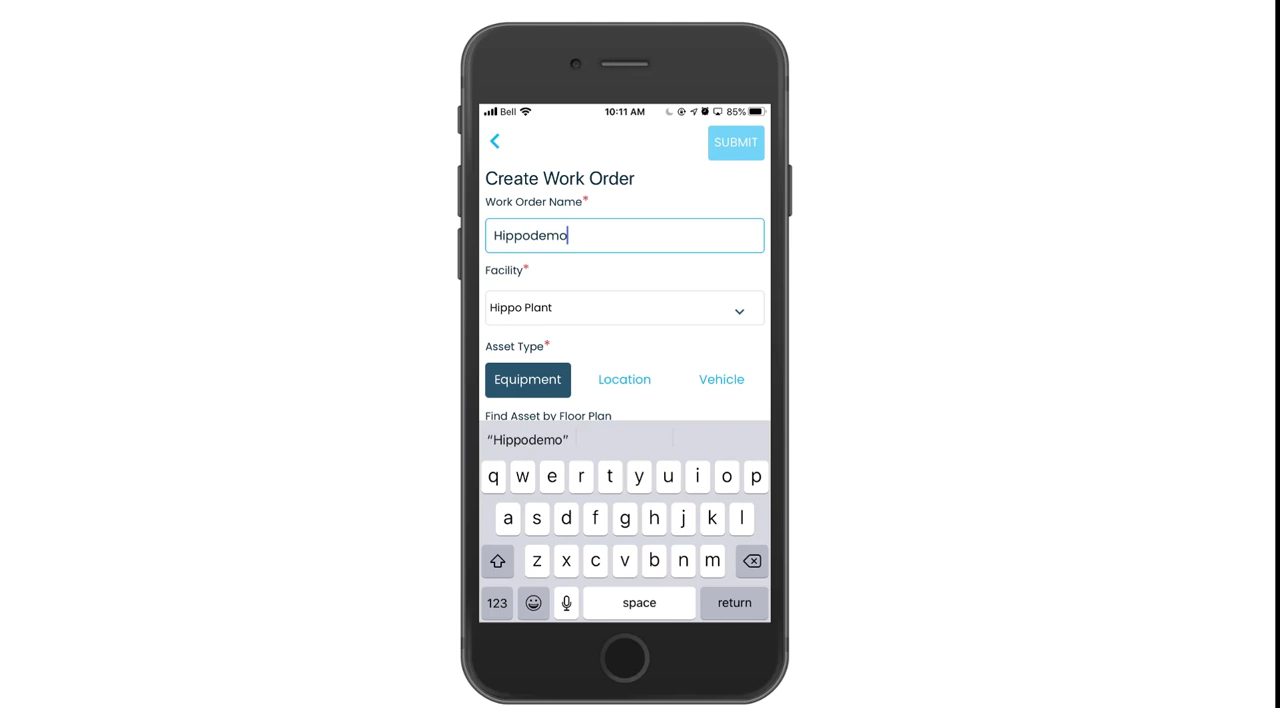 Bell 10:11 AM 85%
SUBMIT
Create Work Order
Work Order Name*
Hippodemo
Facility*
Hippo Plant
Asset Type*
Equipment Location Vehicle
Find Asset by Floor Plan
“Hippodemo”
q w e r t y u i o p
a s d f g h j k l
z x c v b n m
123 space return